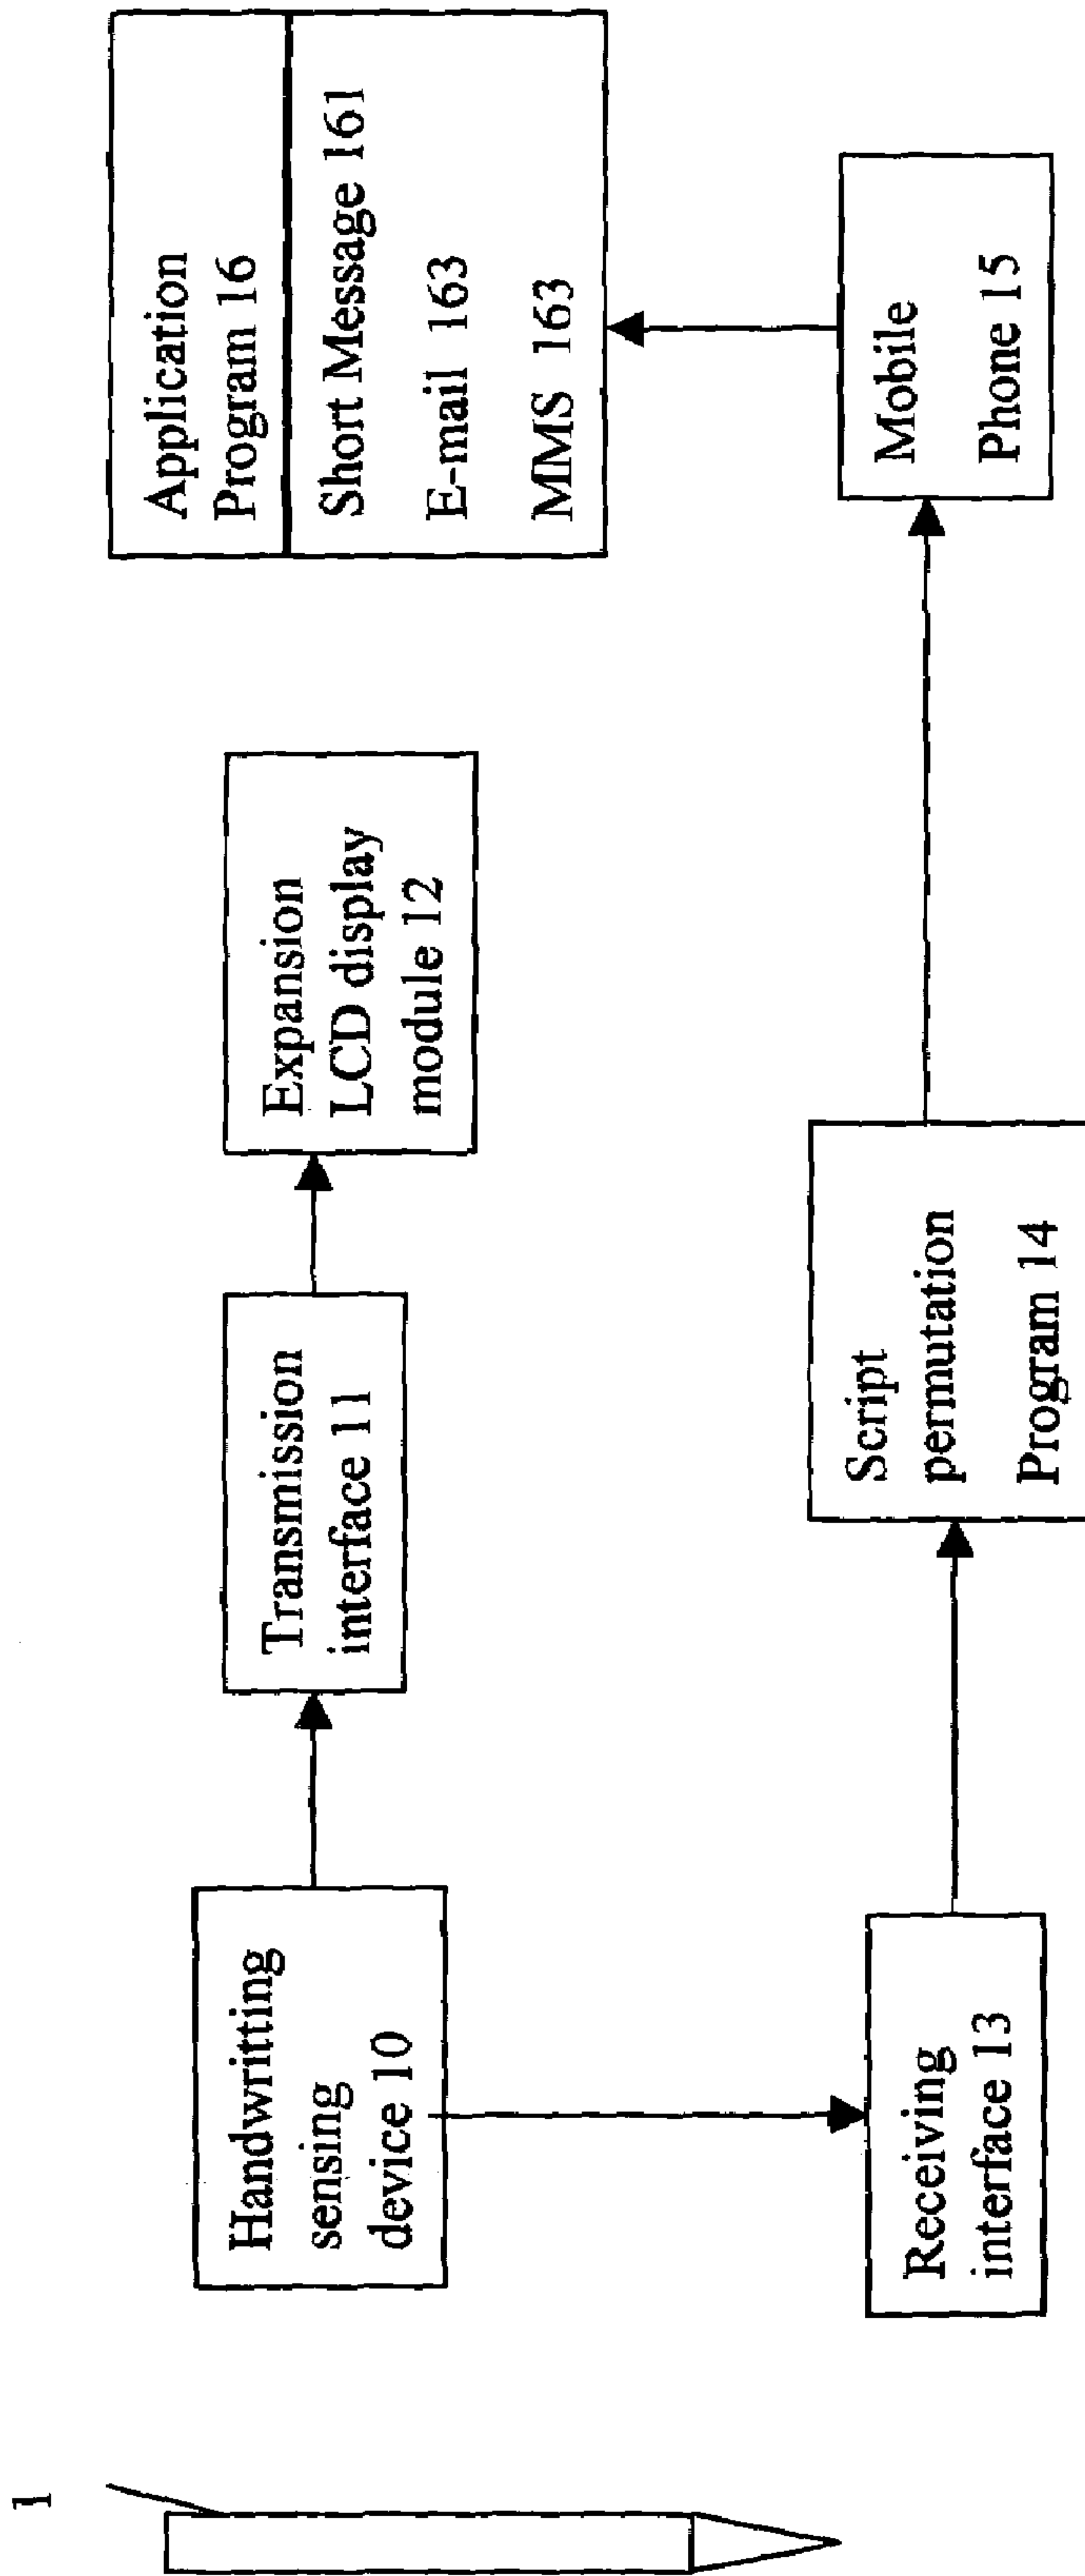 1
Handwritting
sensing
device 10
Transmission
interface 11
Expansion
LCD display
module 12
Application
Program 16
Short Message 161
E-mail 163
MMS 163
Receiving
interface 13
Script
permutation
Program 14
Mobile
Phone 15